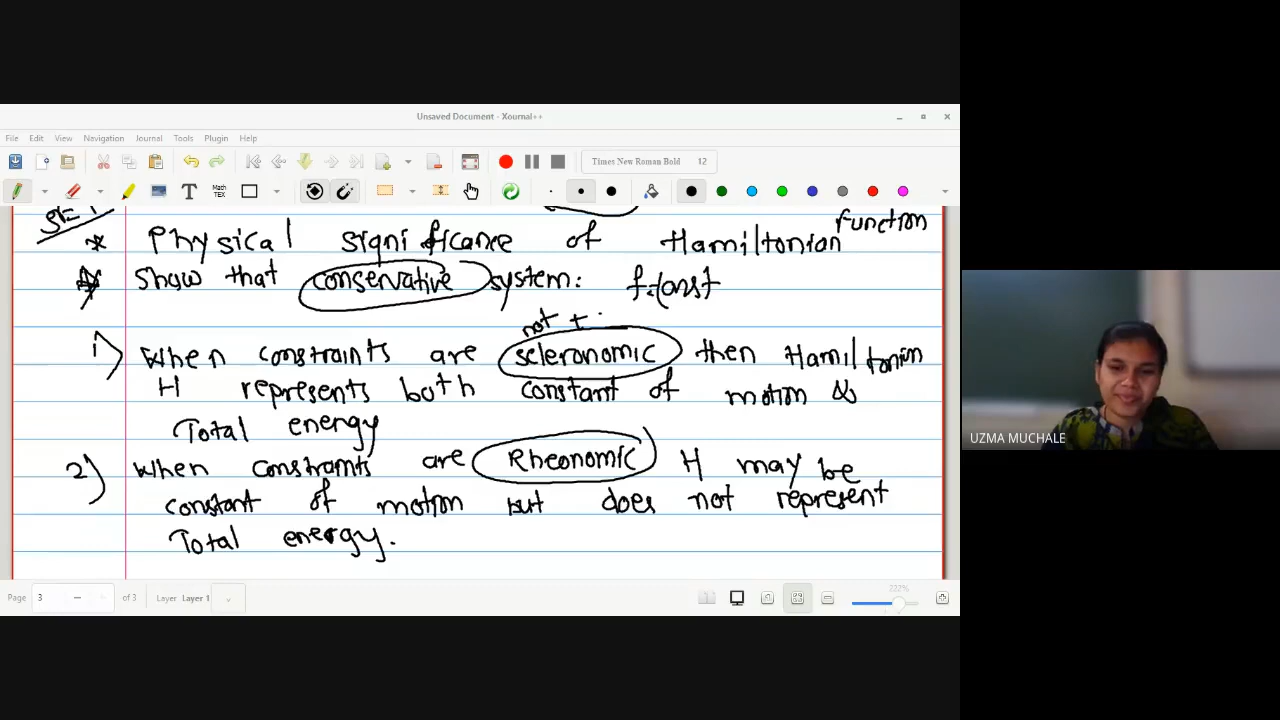 Unsaved Document - Xournal++
File Edit View Navigation Journal Tools Plugin Help
Times New Roman Bold 12
function
* Physical significance of Hamiltonian
Show that conservative system:
not t
1) When constraints are scleronomic then Hamiltonian
H represents both constant of motion &
Total energy
2) When constraints are Rheonomic H may be
constant of motion but does not represent
Total energy.
UZMA MUCHALE
Page 3 of 3 Layer Layer 1 222%